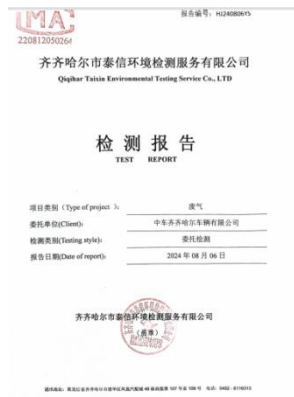 报告编号：HJ240806Y5
MA
220812050264
齐齐哈尔市泰信环境检测服务有限公司
Qiqihar Taixin Environmental Testing Service Co., LTD
检测报告
TEST REPORT
项目类别（Type of project）： 废气
委托单位(Client): 中车齐齐哈尔车辆有限公司
检测类别(Testing style): 委托检测
报告日期(Date of report): 2024 年 08 月 06 日
齐齐哈尔市泰信环境检测服务有限公司